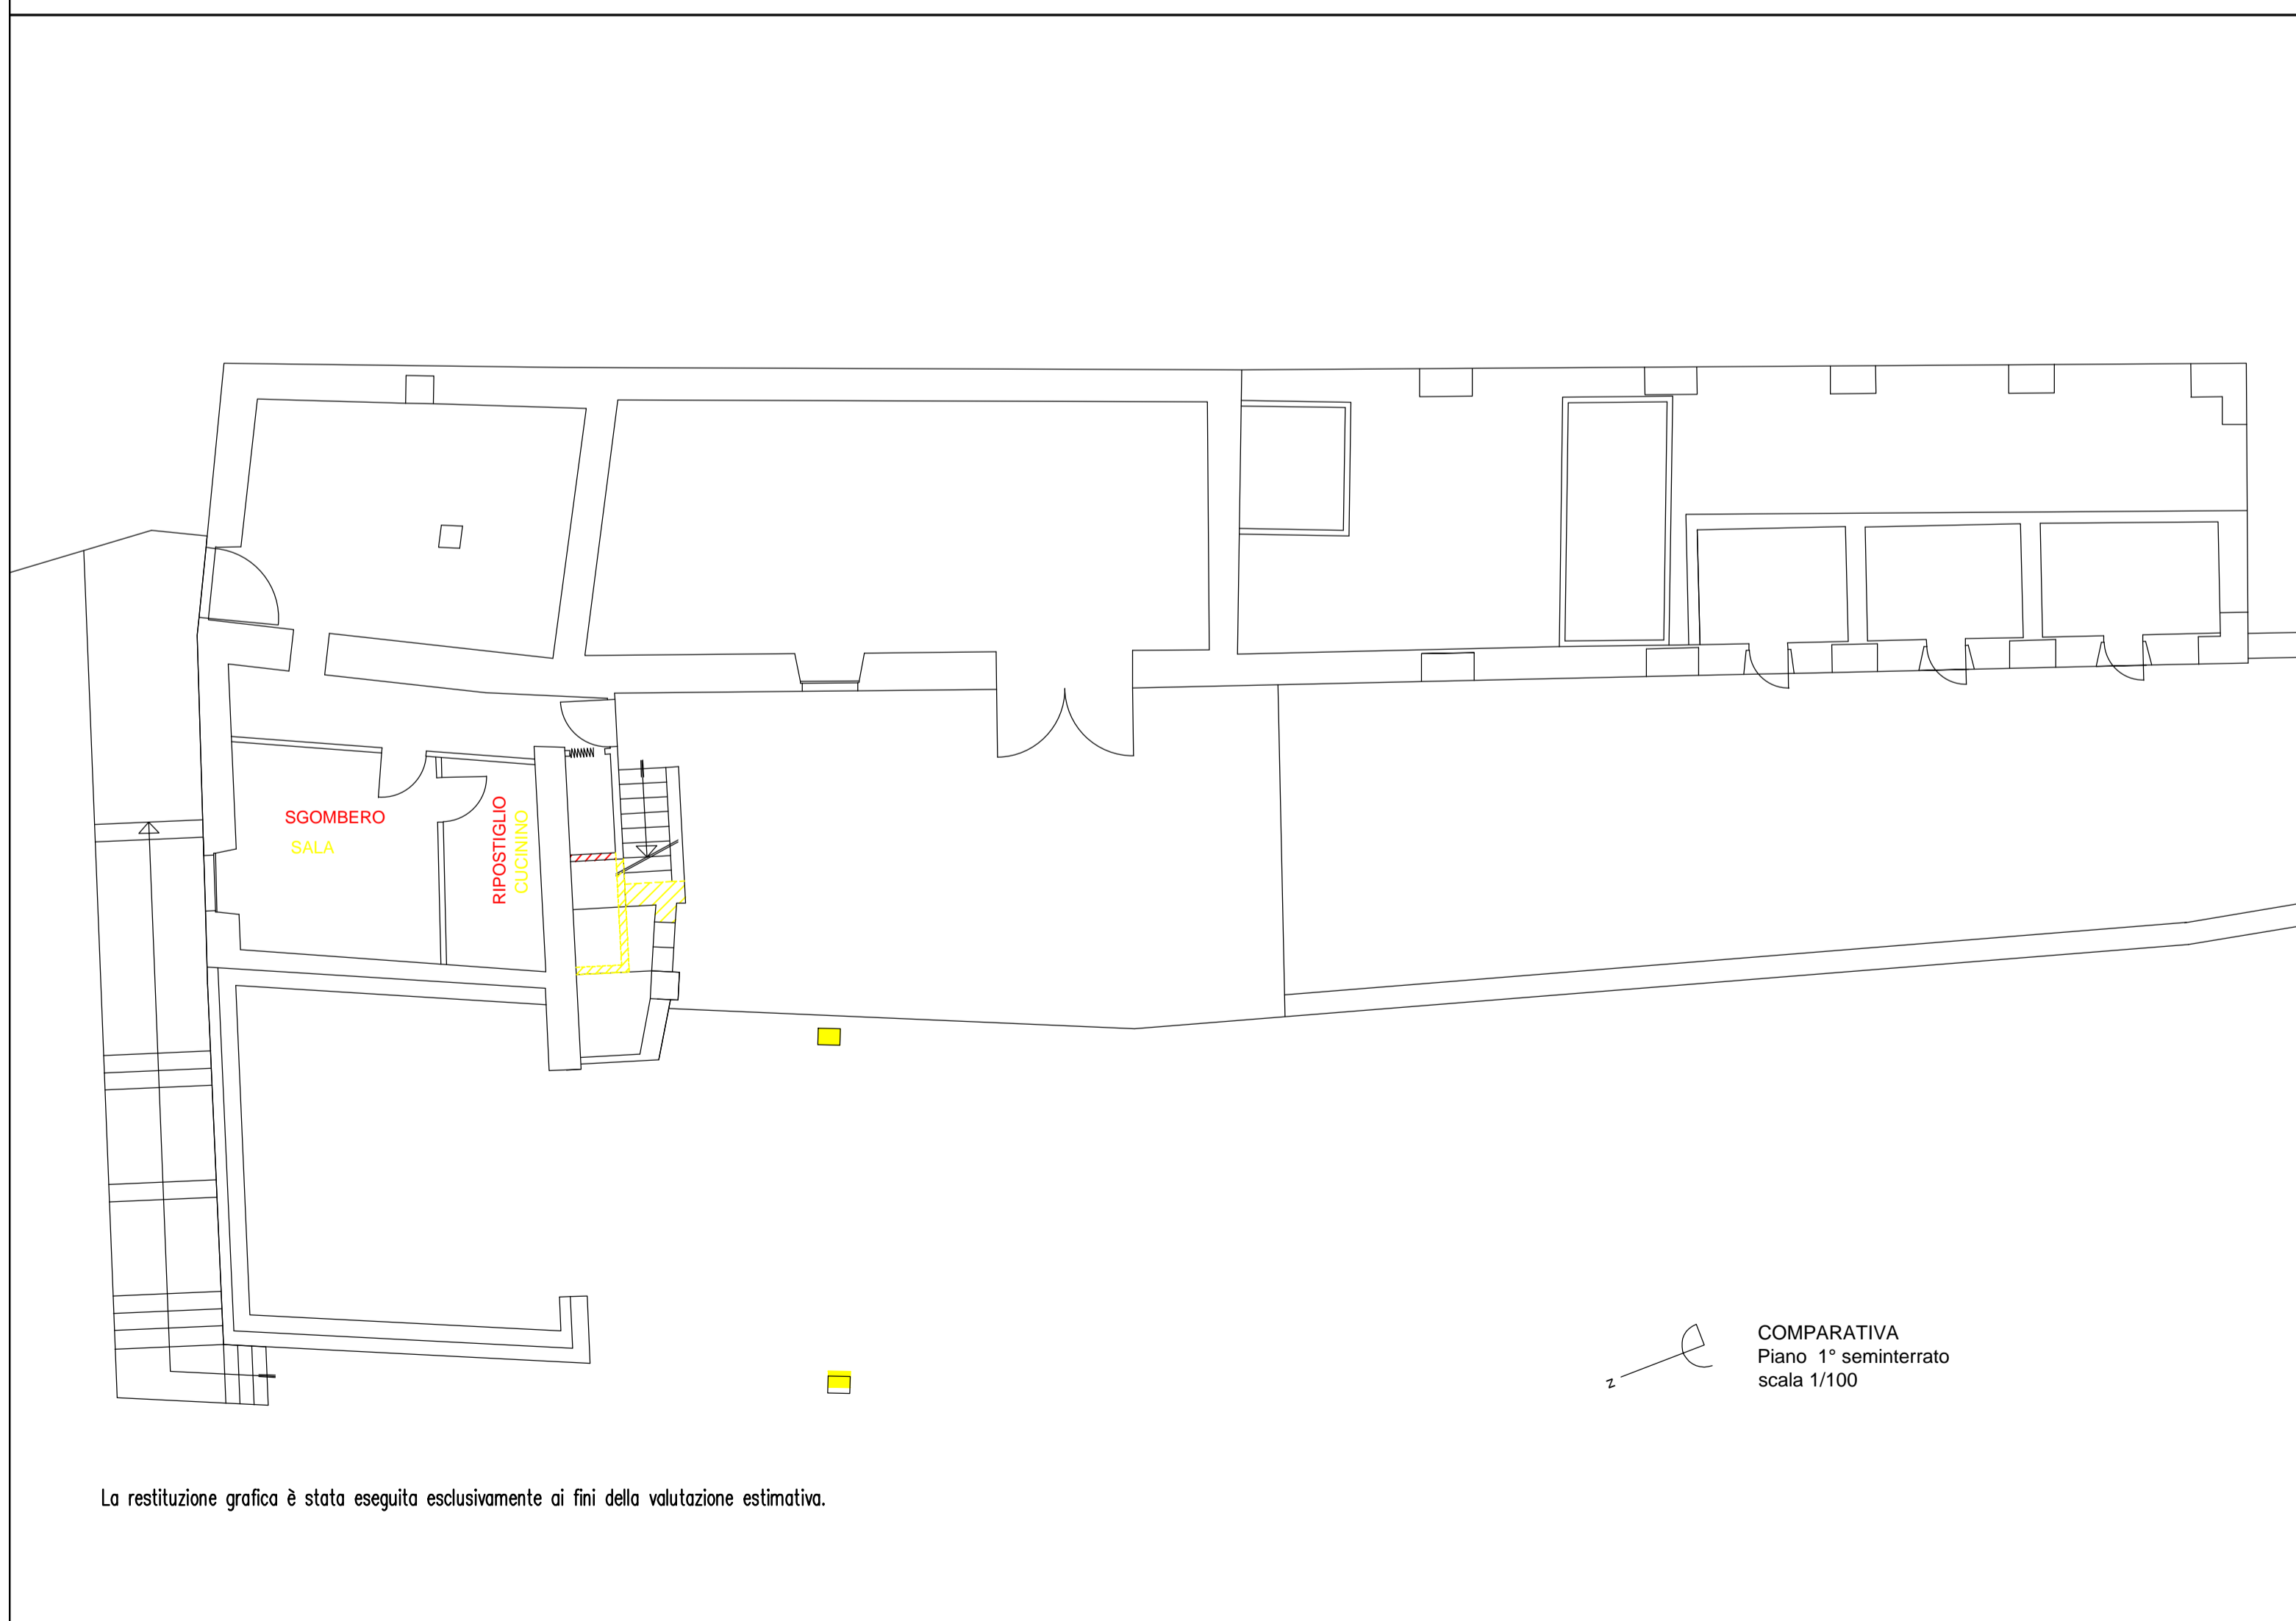 SGOMBERO
SALA
RIPOSTIGLIO
CUCININO
COMPARATIVA
Piano 1° seminterrato
scala 1/100
N
La restituzione grafica è stata eseguita esclusivamente ai fini della valutazione estimativa.